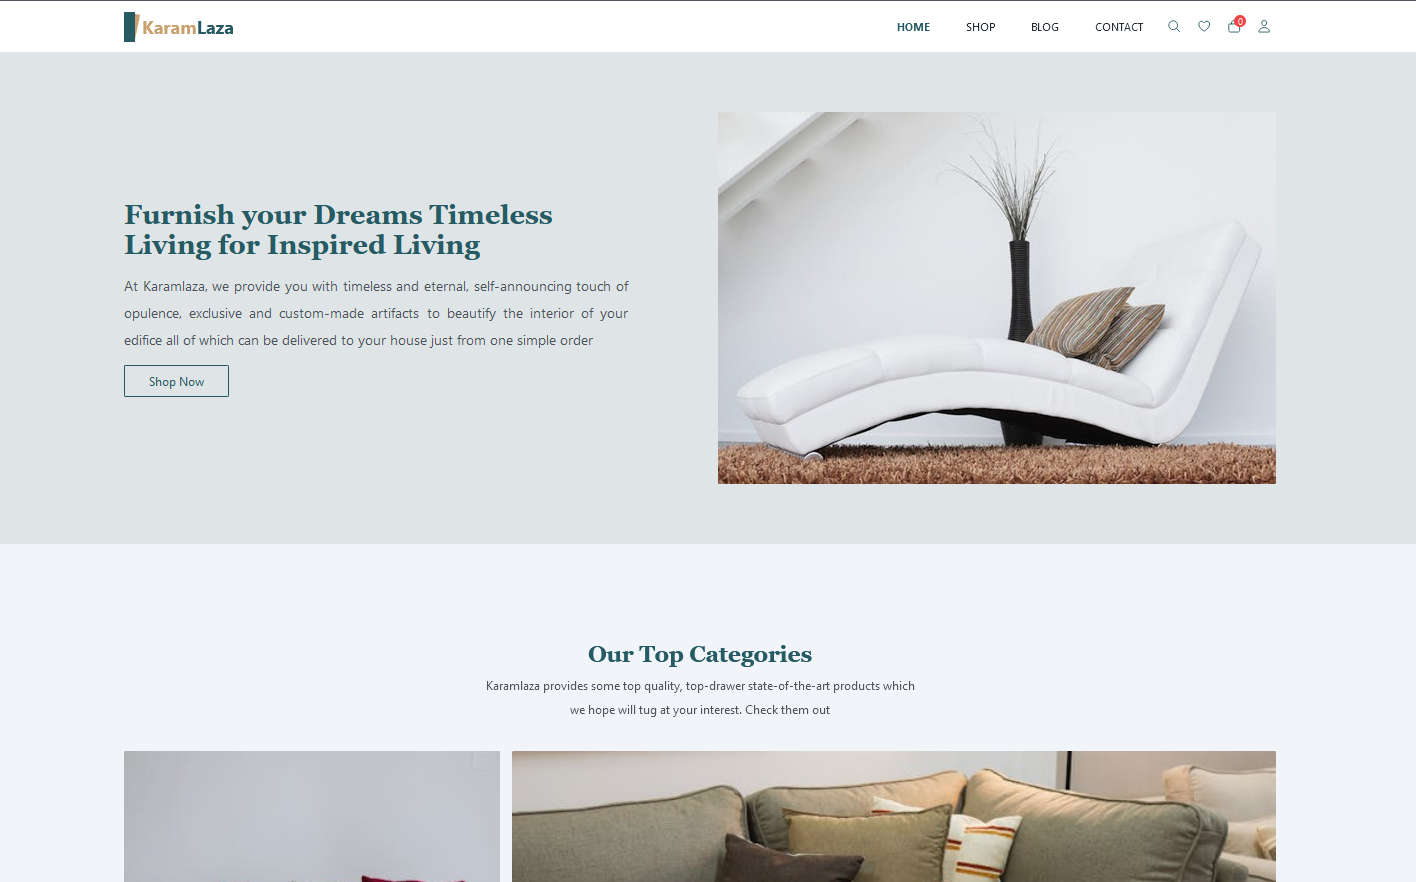 KaramLaza
HOME SHOP BLOG CONTACT 0
Furnish your Dreams Timeless
Living for Inspired Living
At Karamlaza, we provide you with timeless and eternal, self-announcing touch of
opulence, exclusive and custom-made artifacts to beautify the interior of your
edifice all of which can be delivered to your house just from one simple order
Shop Now
Our Top Categories
Karamlaza provides some top quality, top-drawer state-of-the-art products which
we hope will tug at your interest. Check them out